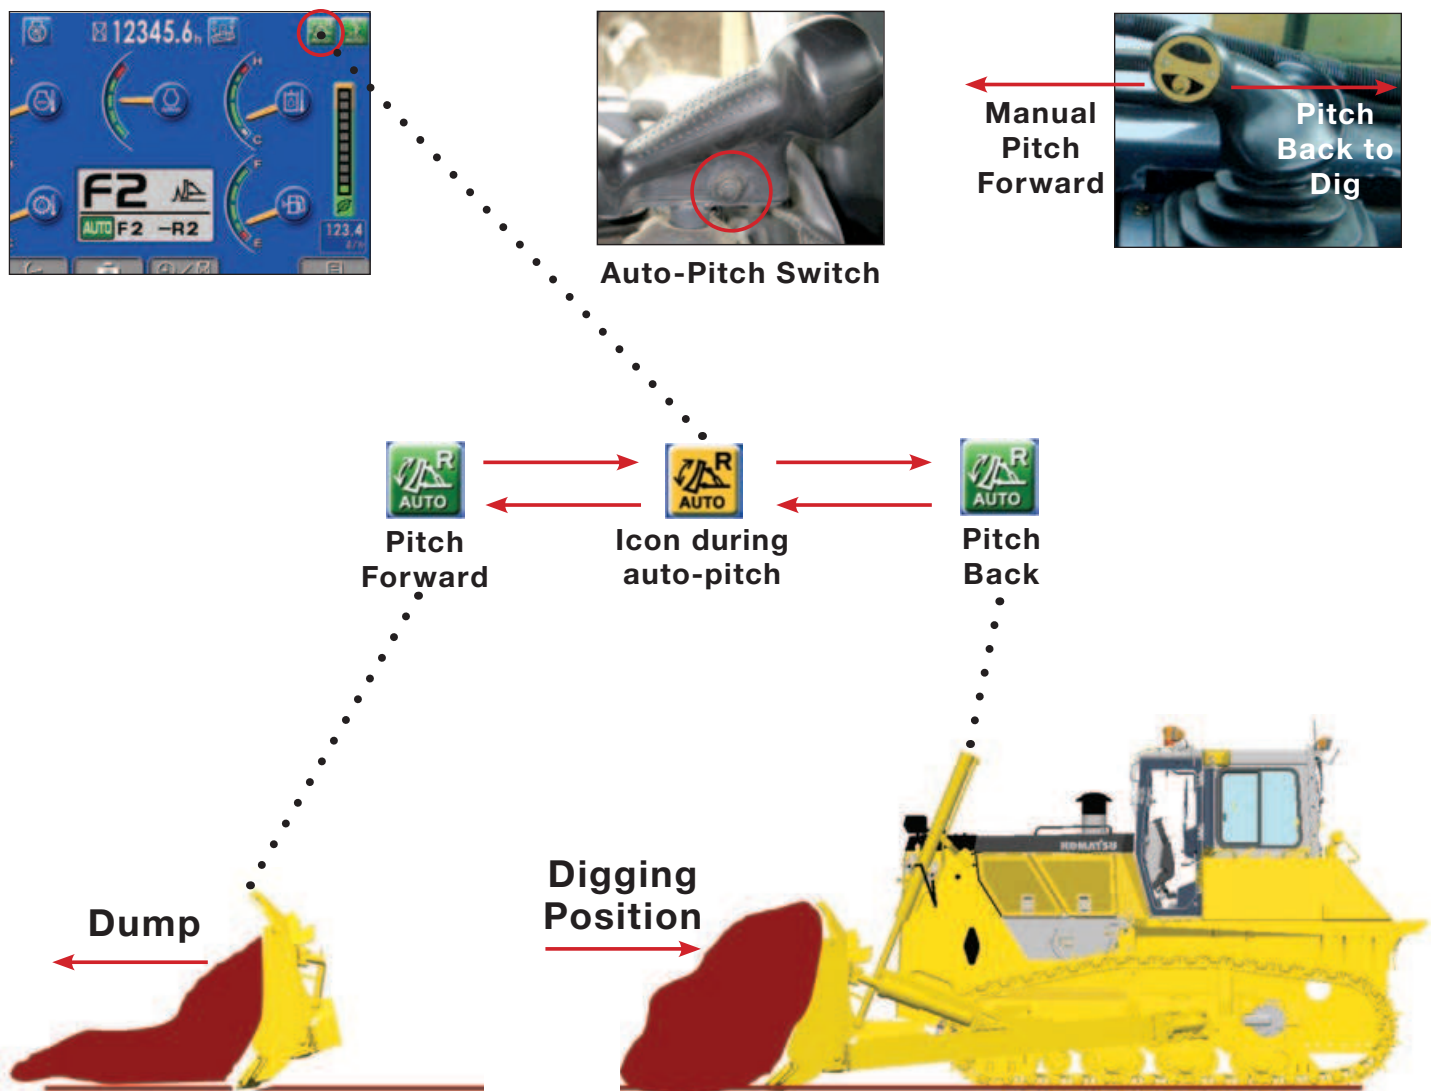 12345.6h
H
C
F
E
F2
AUTO F2 -R2
123.4
Auto-Pitch Switch
Manual
Pitch
Forward
Pitch
Back to
Dig
R
AUTO
Pitch
Forward
R
AUTO
Icon during
auto-pitch
R
AUTO
Pitch
Back
Dump
Digging
Position
KOMATSU